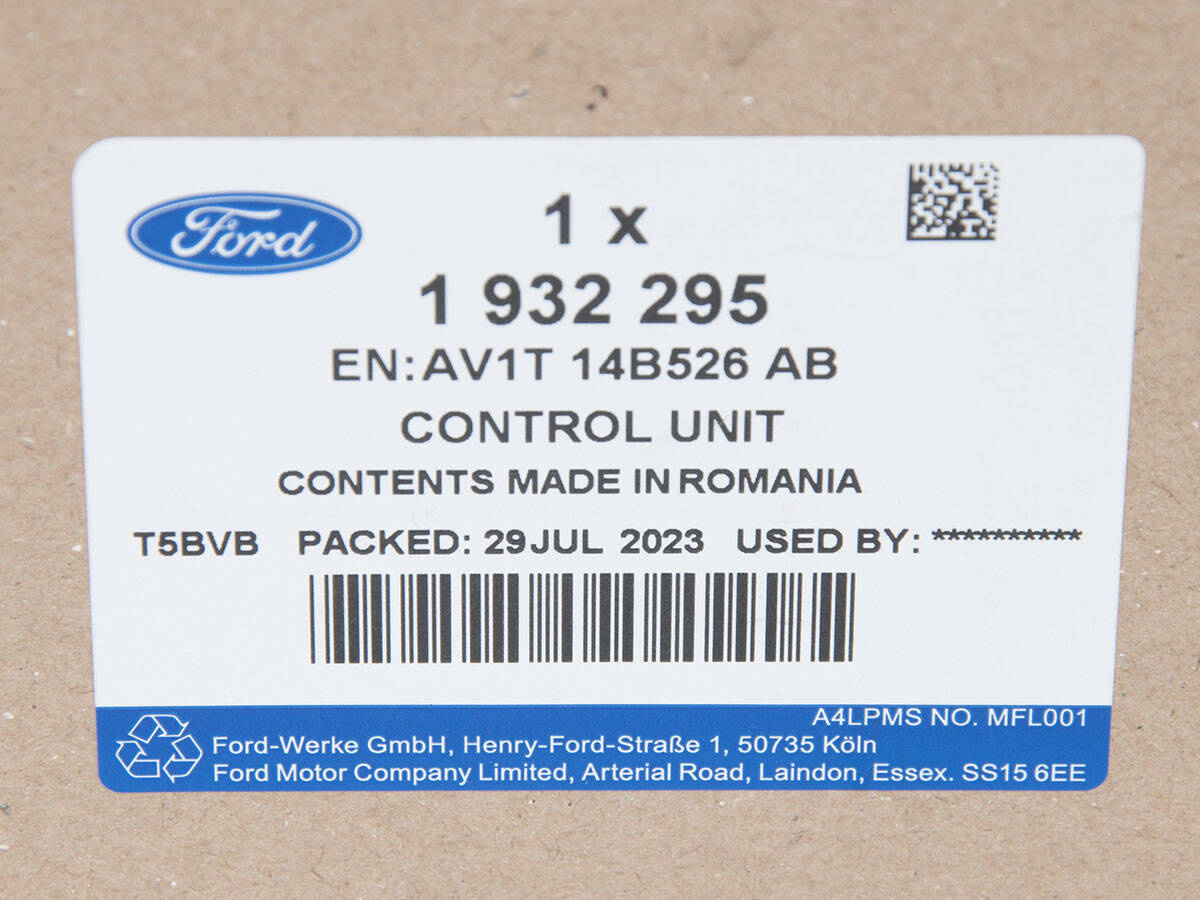 Ford
1 x
1 932 295
EN:AV1T 14B526 AB
CONTROL UNIT
CONTENTS MADE IN ROMANIA
T5BVB PACKED: 29JUL 2023 USED BY: **********
A4LPMS NO. MFL001
Ford-Werke GmbH, Henry-Ford-Straße 1, 50735 Köln
Ford Motor Company Limited, Arterial Road, Laindon, Essex. SS15 6EE